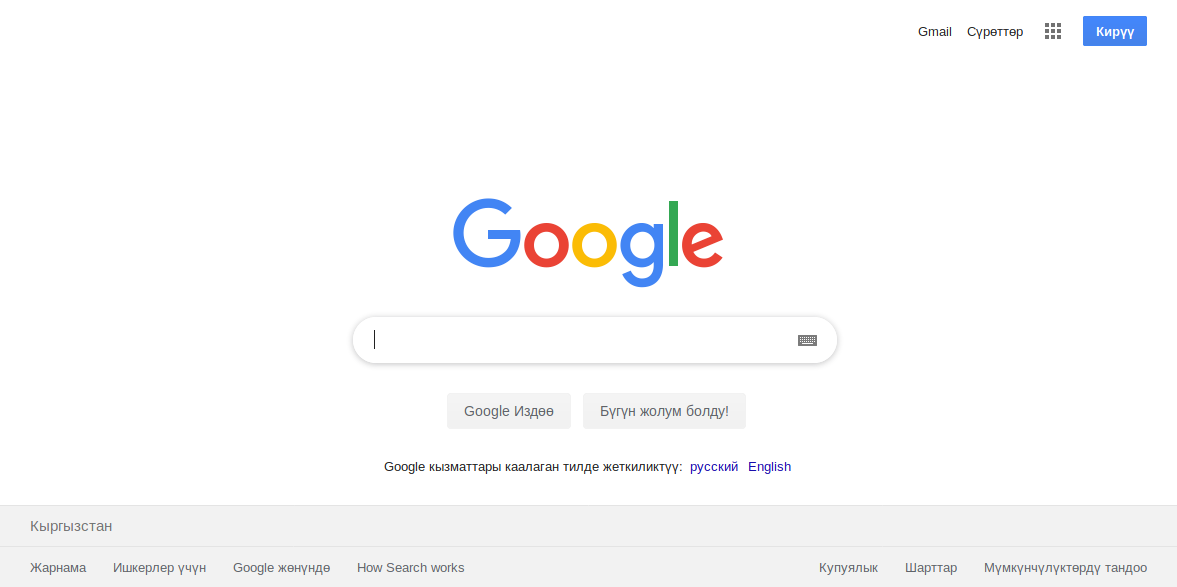 Gmail Сүрөттөр Кирүү
Google
Google Издөө Бүгүн жолум болду!
Google кызматтары каалаган тилде жеткиликтүү: русский English
Кыргызстан
Жарнама Ишкерлер үчүн Google жөнүндө How Search works Купуялык Шарттар Мүмкүнчүлүктөрдү тандоо